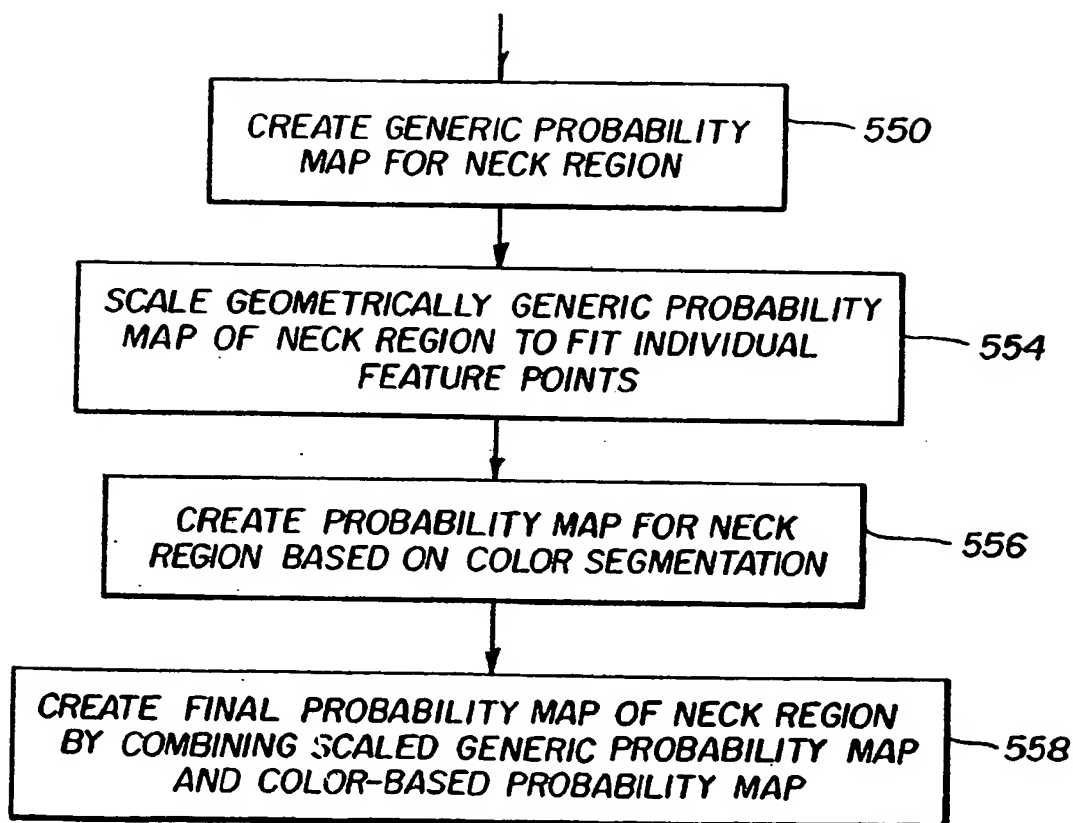 CREATE GENERIC PROBABILITY
MAP FOR NECK REGION
550
SCALE GEOMETRICALLY GENERIC PROBABILITY
MAP OF NECK REGION TO FIT INDIVIDUAL
FEATURE POINTS
554
CREATE PROBABILITY MAP FOR NECK
REGION BASED ON COLOR SEGMENTATION
556
CREATE FINAL PROBABILITY MAP OF NECK REGION
BY COMBINING SCALED GENERIC PROBABILITY MAP
AND COLOR-BASED PROBABILITY MAP
558